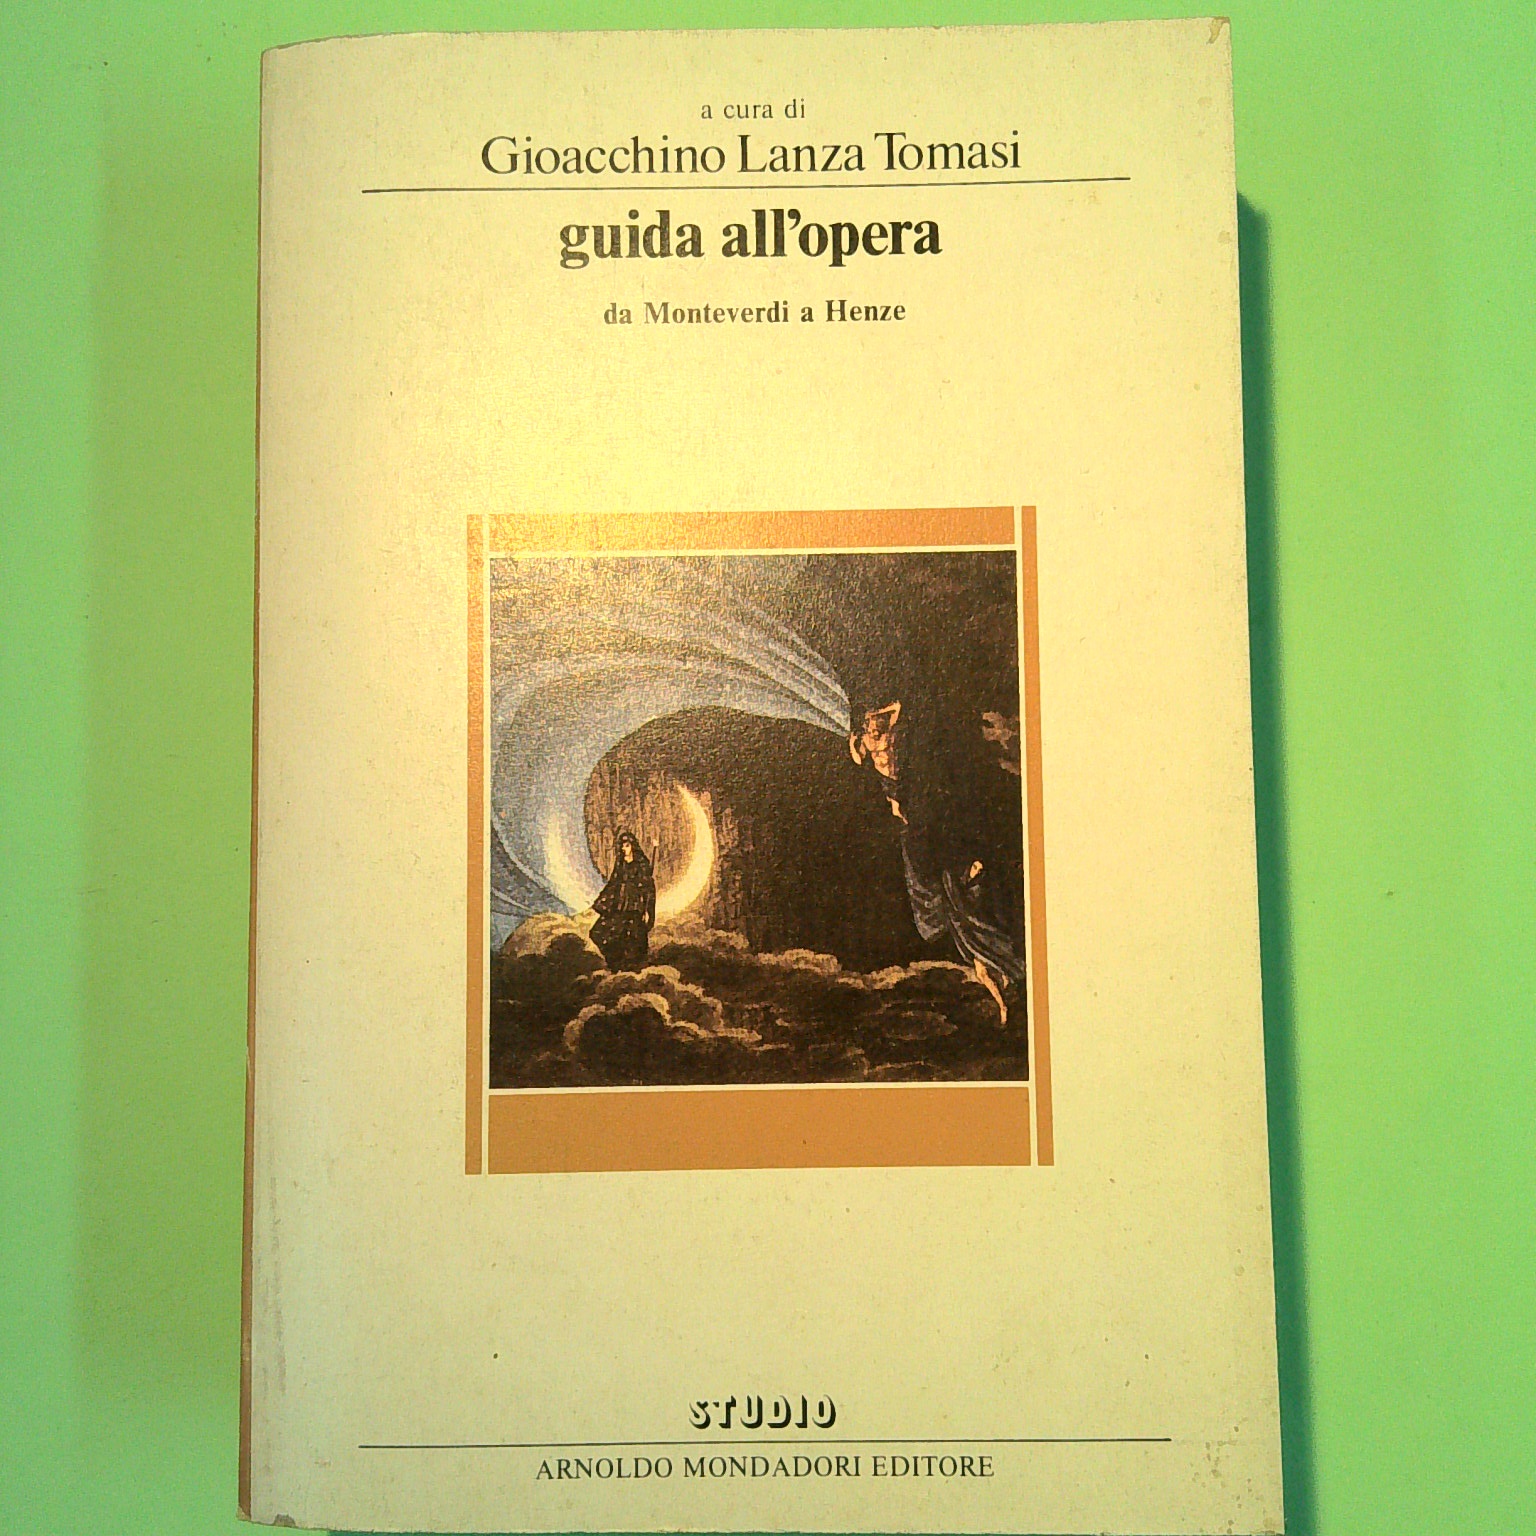 a cura di
Gioacchino Lanza Tomasi
guida all'opera
da Monteverdi a Henze
STUDIO
ARNOLDO MONDADORI EDITORE